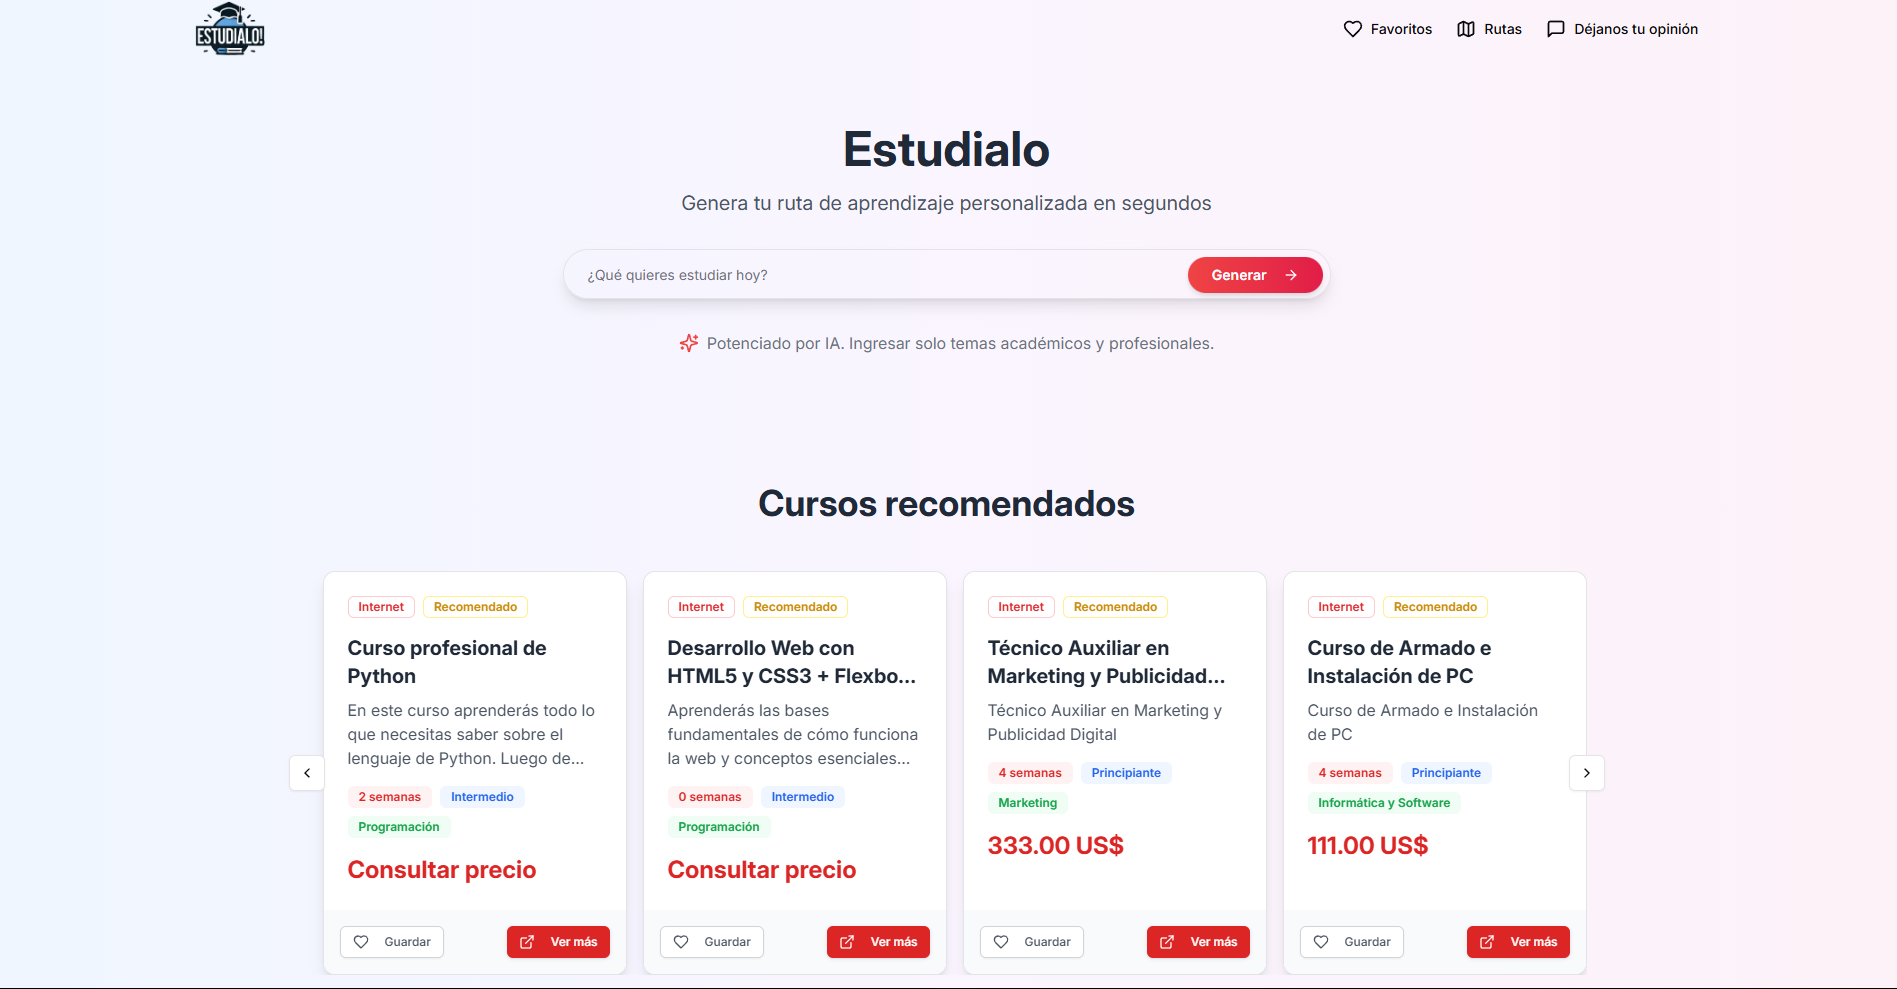 ESTUDIALO!
Favoritos
Rutas
Déjanos tu opinión
Estudialo
Genera tu ruta de aprendizaje personalizada en segundos
¿Qué quieres estudiar hoy?
Generar
Potenciado por IA. Ingresar solo temas académicos y profesionales.
Cursos recomendados
Internet
Recomendado
Curso profesional de
Python
En este curso aprenderás todo lo
que necesitas saber sobre el
lenguaje de Python. Luego de...
2 semanas
Intermedio
Programación
Consultar precio
Guardar
Ver más
Internet
Recomendado
Desarrollo Web con
HTML5 y CSS3 + Flexbo...
Aprenderás las bases
fundamentales de cómo funciona
la web y conceptos esenciales...
0 semanas
Intermedio
Programación
Consultar precio
Guardar
Ver más
Internet
Recomendado
Técnico Auxiliar en
Marketing y Publicidad...
Técnico Auxiliar en Marketing y
Publicidad Digital
4 semanas
Principiante
Marketing
333.00 US$
Guardar
Ver más
Internet
Recomendado
Curso de Armado e
Instalación de PC
Curso de Armado e Instalación
de PC
4 semanas
Principiante
Informática y Software
111.00 US$
Guardar
Ver más